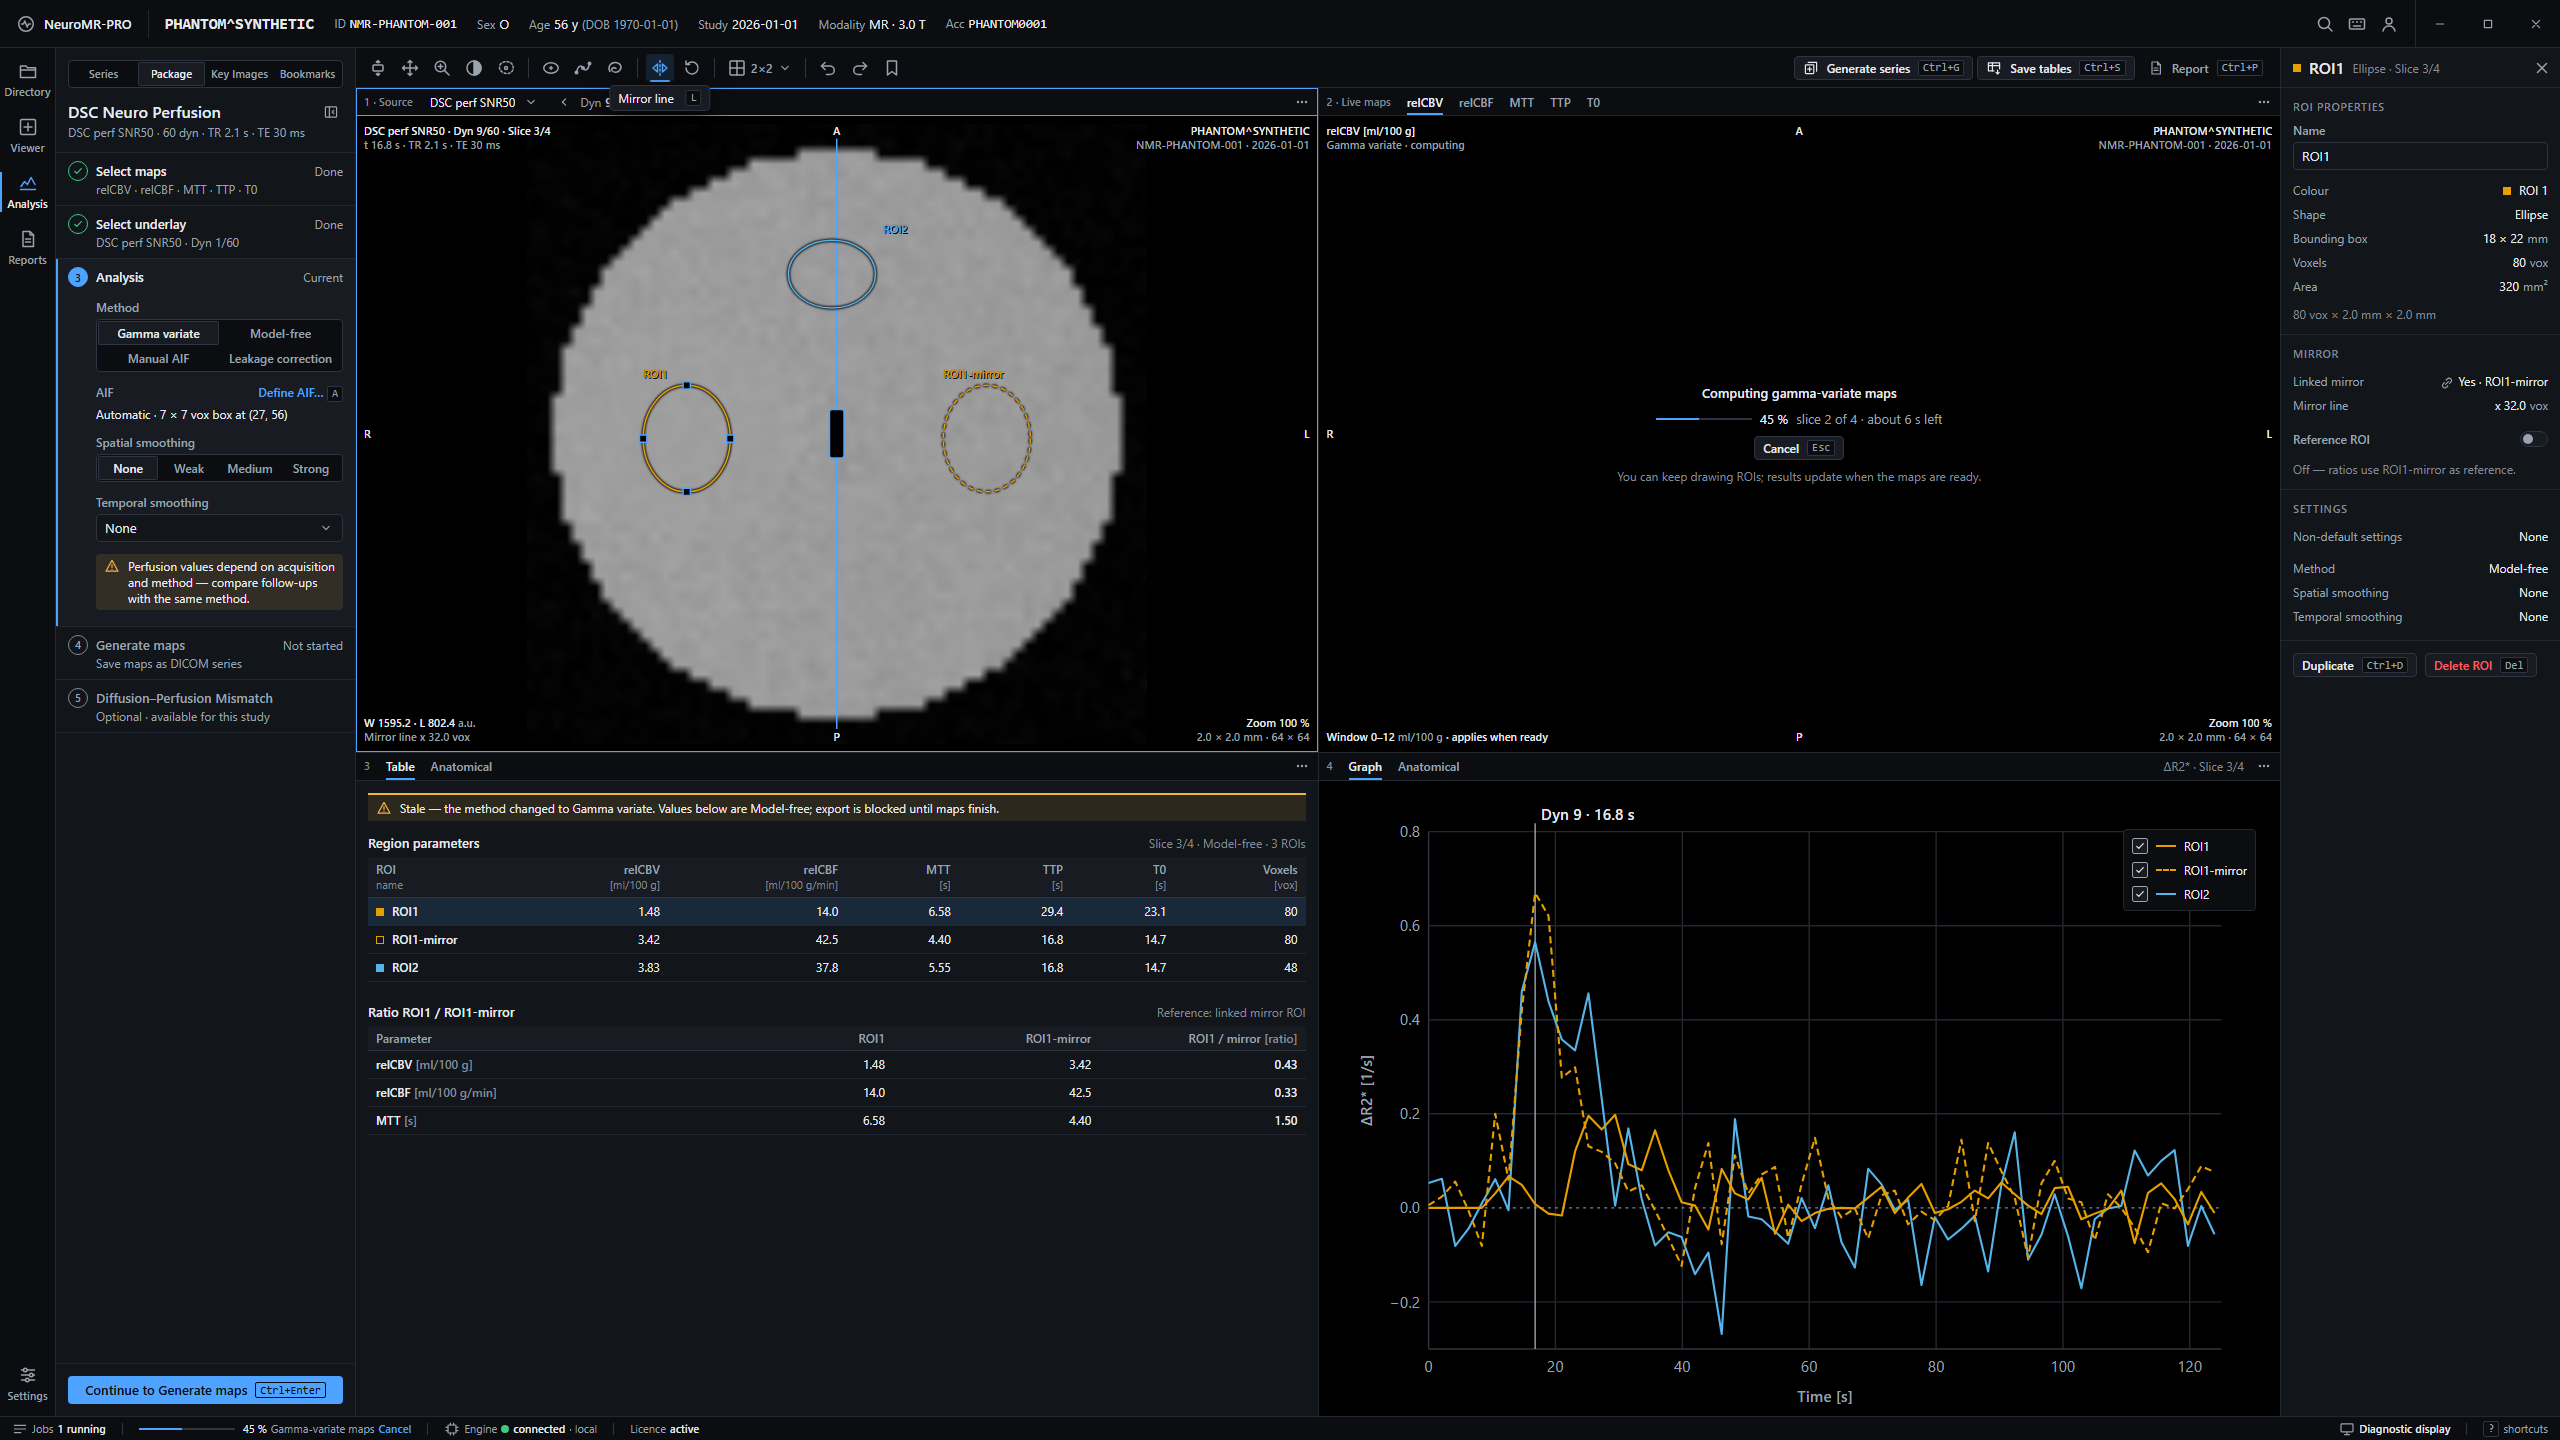 NeuroMR-PRO PHANTOM^SYNTHETIC ID NMR-PHANTOM-001 Sex O Age 56 y (DOB 1970-01-01) Study 2026-01-01 Modality MR · 3.0 T Acc PHANTOM0001
Directory
Viewer
Analysis
Reports
Settings
Series Package Key Images Bookmarks
DSC Neuro Perfusion
DSC perf SNR50 · 60 dyn · TR 2.1 s · TE 30 ms
Select maps Done
relCBV · relCBF · MTT · TTP · T0
Select underlay Done
DSC perf SNR50 · Dyn 1/60
3 Analysis Current
Method
Gamma variate Model-free
Manual AIF Leakage correction
AIF Define AIF... A
Automatic · 7 × 7 vox box at (27, 56)
Spatial smoothing
None Weak Medium Strong
Temporal smoothing
None
Perfusion values depend on acquisition
and method — compare follow-ups
with the same method.
4 Generate maps Not started
Save maps as DICOM series
5 Diffusion–Perfusion Mismatch
Optional · available for this study
Continue to Generate maps Ctrl+Enter
2×2
Generate series Ctrl+G Save tables Ctrl+S Report Ctrl+P
Mirror line L
1 · Source DSC perf SNR50 Dyn 9
DSC perf SNR50 · Dyn 9/60 · Slice 3/4
t 16.8 s · TR 2.1 s · TE 30 ms
A
PHANTOM^SYNTHETIC
NMR-PHANTOM-001 · 2026-01-01
ROI2
ROI1
ROI1-mirror
R
L
W 1595.2 · L 802.4 a.u.
Mirror line x 32.0 vox
P
Zoom 100 %
2.0 × 2.0 mm · 64 × 64
2 · Live maps relCBV relCBF MTT TTP T0
relCBV [ml/100 g]
Gamma variate · computing
A
PHANTOM^SYNTHETIC
NMR-PHANTOM-001 · 2026-01-01
Computing gamma-variate maps
45 % slice 2 of 4 · about 6 s left
Cancel Esc
You can keep drawing ROIs; results update when the maps are ready.
R
L
Window 0–12 ml/100 g · applies when ready
P
Zoom 100 %
2.0 × 2.0 mm · 64 × 64
3 Table Anatomical
Stale — the method changed to Gamma variate. Values below are Model-free; export is blocked until maps finish.
Region parameters Slice 3/4 · Model-free · 3 ROIs
ROI relCBV relCBF MTT TTP T0 Voxels
name [ml/100 g] [ml/100 g/min] [s] [s] [s] [vox]
ROI1 1.48 14.0 6.58 29.4 23.1 80
ROI1-mirror 3.42 42.5 4.40 16.8 14.7 80
ROI2 3.83 37.8 5.55 16.8 14.7 48
Ratio ROI1 / ROI1-mirror Reference: linked mirror ROI
Parameter ROI1 ROI1-mirror ROI1 / mirror [ratio]
relCBV [ml/100 g] 1.48 3.42 0.43
relCBF [ml/100 g/min] 14.0 42.5 0.33
MTT [s] 6.58 4.40 1.50
4 Graph Anatomical ΔR2* · Slice 3/4
Dyn 9 · 16.8 s
0.8
0.6
0.4
0.2
0.0
−0.2
ΔR2* [1/s]
ROI1
ROI1-mirror
ROI2
0 20 40 60 80 100 120
Time [s]
ROI1 Ellipse · Slice 3/4
ROI PROPERTIES
Name
ROI1
Colour ROI 1
Shape Ellipse
Bounding box 18 × 22 mm
Voxels 80 vox
Area 320 mm²
80 vox × 2.0 mm × 2.0 mm
MIRROR
Linked mirror Yes · ROI1-mirror
Mirror line x 32.0 vox
Reference ROI
Off — ratios use ROI1-mirror as reference.
SETTINGS
Non-default settings None
Method Model-free
Spatial smoothing None
Temporal smoothing None
Duplicate Ctrl+D Delete ROI Del
Jobs 1 running 45 % Gamma-variate maps Cancel Engine connected · local Licence active
Diagnostic display ? shortcuts